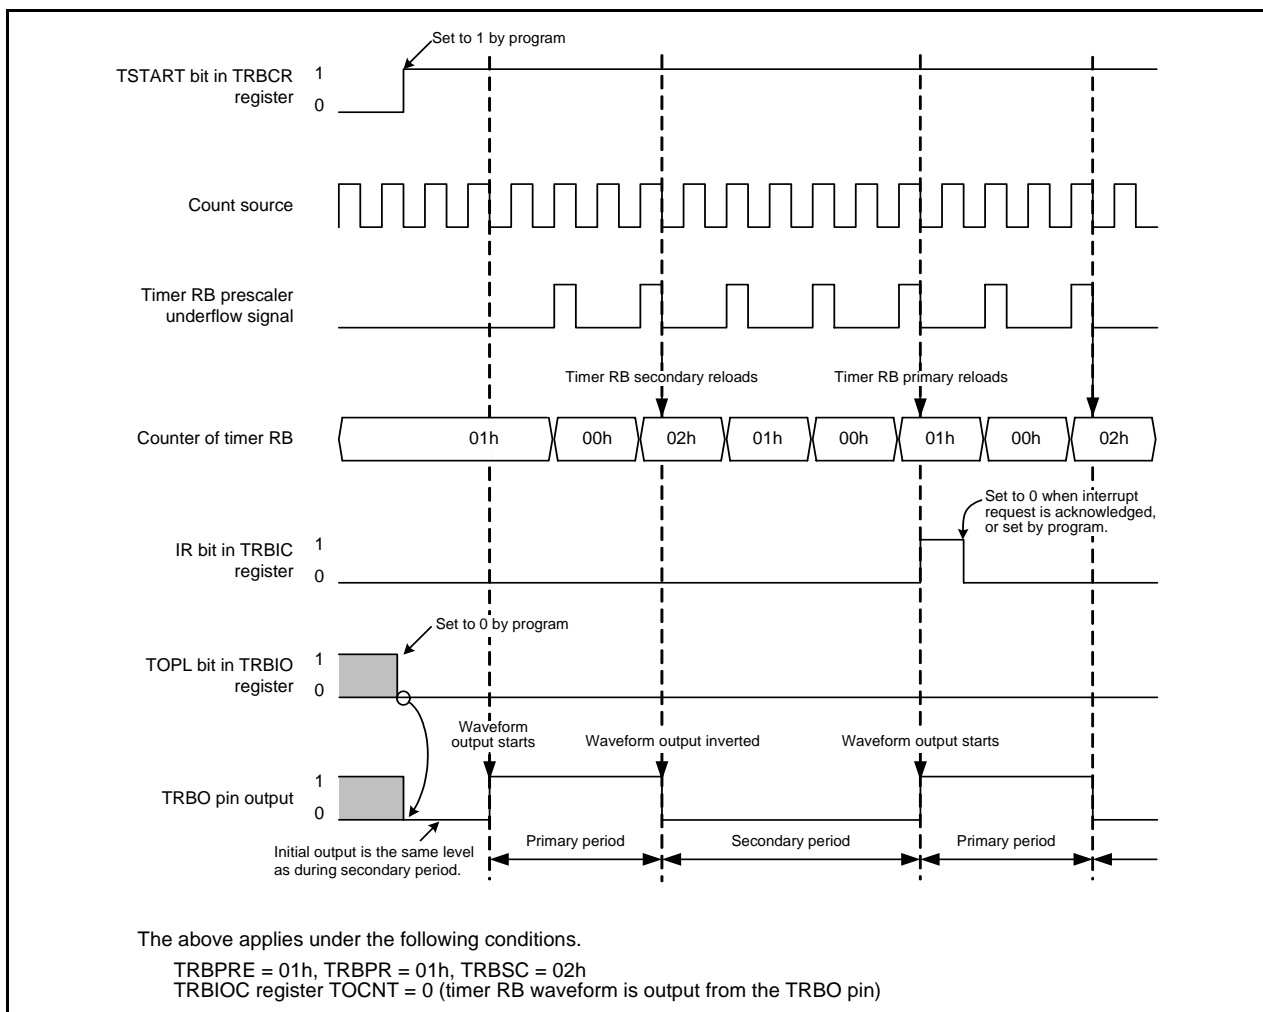 Set to 1 by program
TSTART bit in TRBCR
register
1
0
Count source
Timer RB prescaler
underflow signal
Timer RB secondary reloads
Timer RB primary reloads
Counter of timer RB
01h
00h
02h
01h
00h
01h
00h
02h
Set to 0 when interrupt
request is acknowledged,
or set by program.
IR bit in TRBIC
register
1
0
Set to 0 by program
TOPL bit in TRBIO
register
1
0
Waveform
output starts
Waveform output inverted
Waveform output starts
TRBO pin output
1
0
Initial output is the same level
as during secondary period.
Primary period
Secondary period
Primary period
The above applies under the following conditions.
TRBPRE = 01h, TRBPR = 01h, TRBSC = 02h
TRBIOC register TOCNT = 0 (timer RB waveform is output from the TRBO pin)